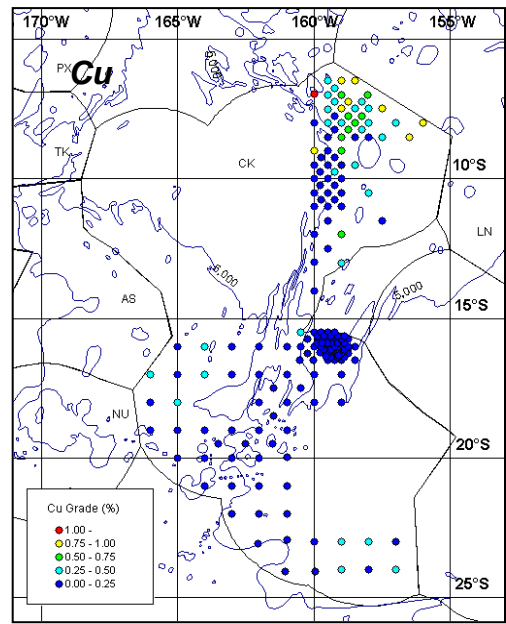 170°W 165°W 160°W 155°W
PX
Cu
5,000
TK
CK
10°S
LN
5,000
5,000
AS
15°S
NU
20°S
Cu Grade (%)
1.00 -
0.75 - 1.00
0.50 - 0.75
0.25 - 0.50
0.00 - 0.25
25°S